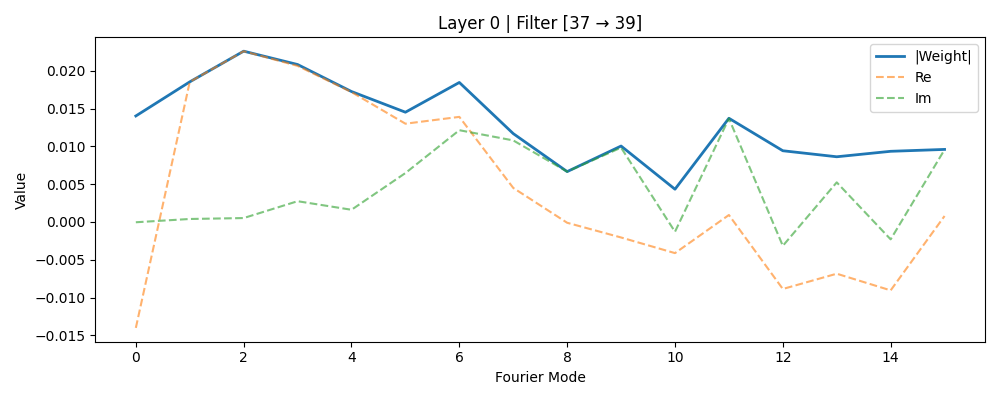 Layer 0 | Filter [37 → 39]
|Weight|
Re
Im
Value
0.020
0.015
0.010
0.005
0.000
−0.005
−0.010
−0.015
0 2 4 6 8 10 12 14
Fourier Mode